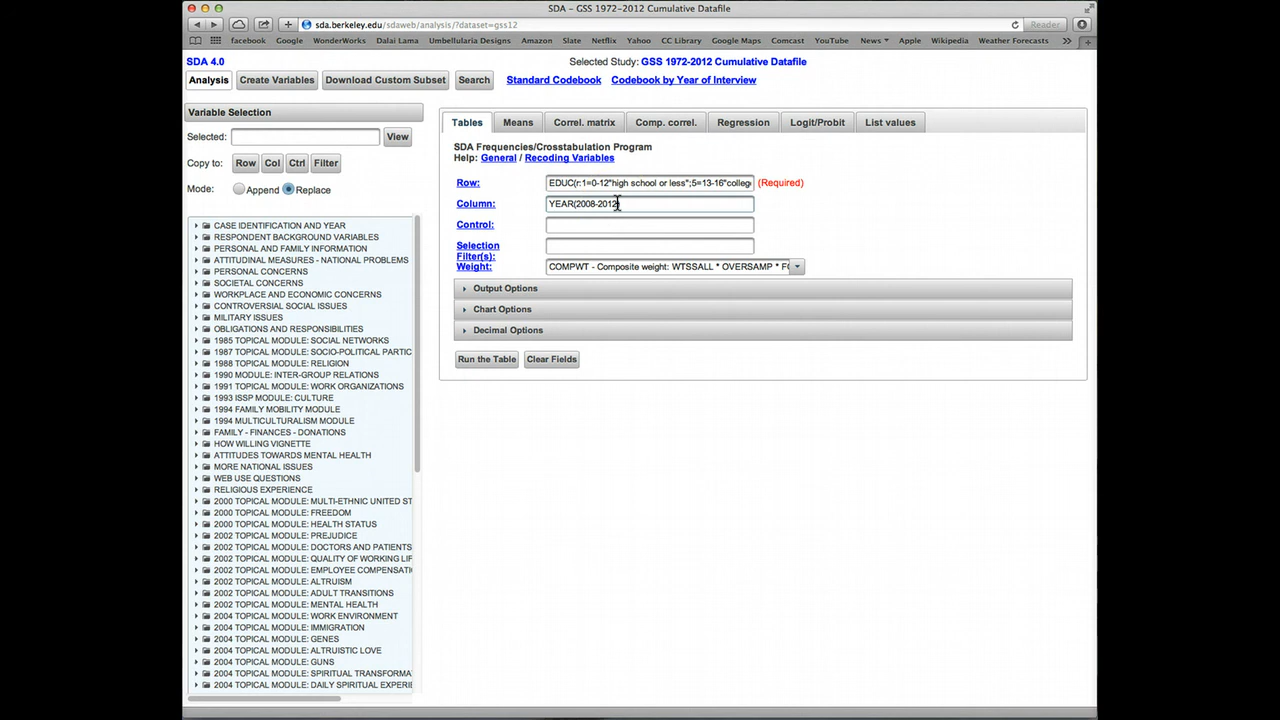 SDA - GSS 1972-2012 Cumulative Datafile
sda.berkeley.edu/sdaweb/analysis/?dataset=gss12
Reader
facebook Google WonderWorks Dalai Lama Umbellularia Designs Amazon Slate Netflix Yahoo CC Library Google Maps Comcast YouTube News Apple Wikipedia Weather Forecasts
SDA 4.0
Selected Study: GSS 1972-2012 Cumulative Datafile
Analysis Create Variables Download Custom Subset Search Standard Codebook Codebook by Year of Interview
Variable Selection
Selected: View
Copy to: Row Col Ctrl Filter
Mode: Append Replace
CASE IDENTIFICATION AND YEAR
RESPONDENT BACKGROUND VARIABLES
PERSONAL AND FAMILY INFORMATION
ATTITUDINAL MEASURES - NATIONAL PROBLEMS
PERSONAL CONCERNS
SOCIETAL CONCERNS
WORKPLACE AND ECONOMIC CONCERNS
CONTROVERSIAL SOCIAL ISSUES
MILITARY ISSUES
OBLIGATIONS AND RESPONSIBILITIES
1985 TOPICAL MODULE: SOCIAL NETWORKS
1987 TOPICAL MODULE: SOCIO-POLITICAL PARTIC
1988 TOPICAL MODULE: RELIGION
1990 MODULE: INTER-GROUP RELATIONS
1991 TOPICAL MODULE: WORK ORGANIZATIONS
1993 ISSP MODULE: CULTURE
1994 FAMILY MOBILITY MODULE
1994 MULTICULTURALISM MODULE
FAMILY - FINANCES - DONATIONS
HOW WILLING VIGNETTE
ATTITUDES TOWARDS MENTAL HEALTH
MORE NATIONAL ISSUES
WEB USE QUESTIONS
RELIGIOUS EXPERIENCE
2000 TOPICAL MODULE: MULTI-ETHNIC UNITED ST
2000 TOPICAL MODULE: FREEDOM
2000 TOPICAL MODULE: HEALTH STATUS
2002 TOPICAL MODULE: PREJUDICE
2002 TOPICAL MODULE: DOCTORS AND PATIENTS
2002 TOPICAL MODULE: QUALITY OF WORKING LIF
2002 TOPICAL MODULE: EMPLOYEE COMPENSATI
2002 TOPICAL MODULE: ALTRUISM
2002 TOPICAL MODULE: ADULT TRANSITIONS
2002 TOPICAL MODULE: MENTAL HEALTH
2004 TOPICAL MODULE: WORK ENVIRONMENT
2004 TOPICAL MODULE: IMMIGRATION
2004 TOPICAL MODULE: GENES
2004 TOPICAL MODULE: ALTRUISTIC LOVE
2004 TOPICAL MODULE: GUNS
2004 TOPICAL MODULE: SPIRITUAL TRANSFORMA
2004 TOPICAL MODULE: DAILY SPIRITUAL EXPERI
Tables Means Correl. matrix Comp. correl. Regression Logit/Probit List values
SDA Frequencies/Crosstabulation Program
Help: General / Recoding Variables
Row: EDUC(r:1=0-12"high school or less";5=13-16"colleg (Required)
Column: YEAR(2008-2012)
Control:
Selection
Filter(s):
Weight: COMPWT - Composite weight: WTSSALL * OVERSAMP * FO
Output Options
Chart Options
Decimal Options
Run the Table Clear Fields